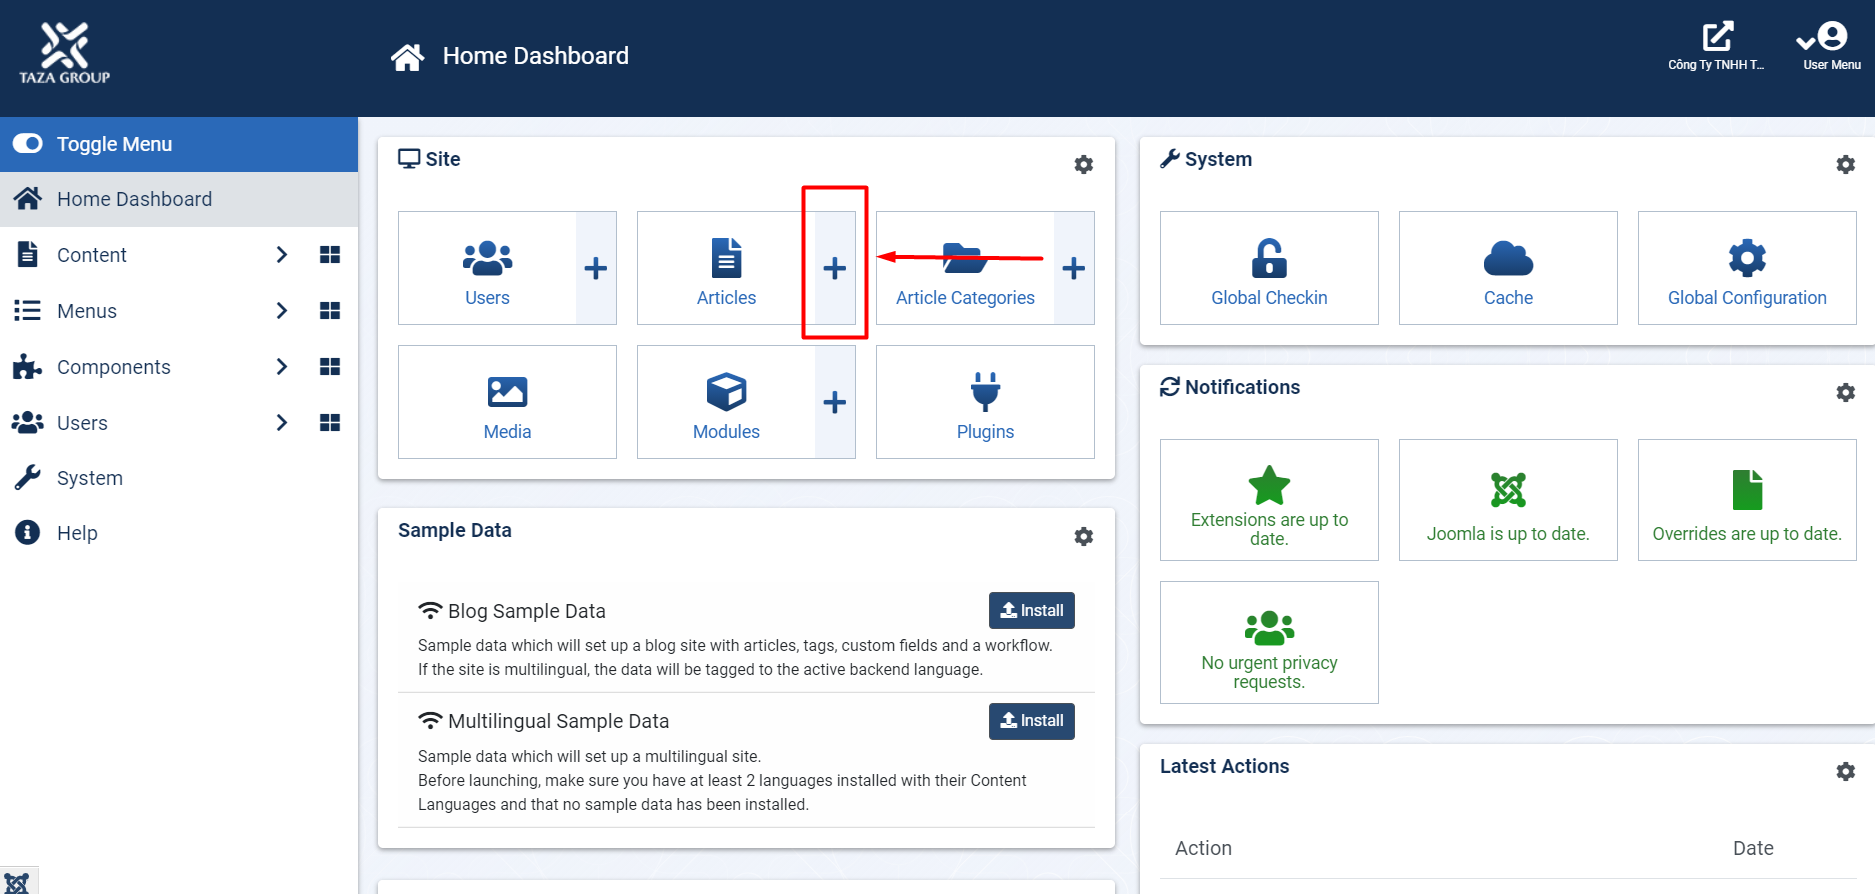 TAZA GROUP
Home Dashboard
Công Ty TNHH T...
User Menu
Toggle Menu
Home Dashboard
Content
Menus
Components
Users
System
Help
Site
Users
Articles
Article Categories
Media
Modules
Plugins
Sample Data
Blog Sample Data
Install
Sample data which will set up a blog site with articles, tags, custom fields and a workflow.
If the site is multilingual, the data will be tagged to the active backend language.
Multilingual Sample Data
Install
Sample data which will set up a multilingual site.
Before launching, make sure you have at least 2 languages installed with their Content
Languages and that no sample data has been installed.
System
Global Checkin
Cache
Global Configuration
Notifications
Extensions are up to
date.
Joomla is up to date.
Overrides are up to date.
No urgent privacy
requests.
Latest Actions
Action
Date